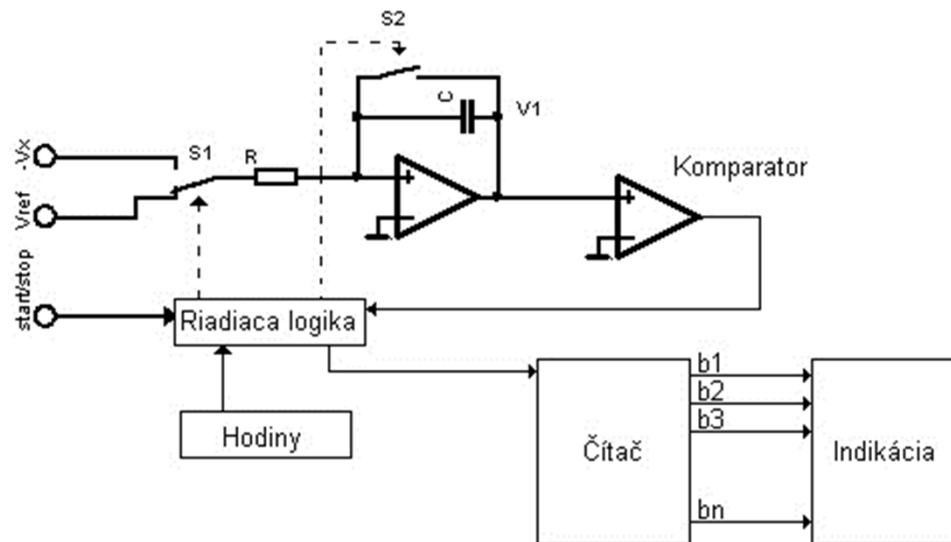 S2
C
V1
-Vx
S1
R
Komparator
Vref
start/stop
Riadiaca logika
b1
b2
b3
Hodiny
Čítač
Indikácia
bn